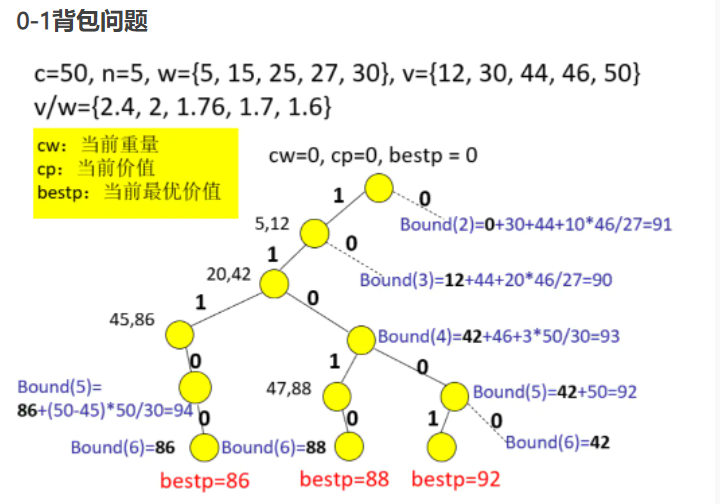 0-1背包问题
c=50, n=5, w={5, 15, 25, 27, 30}, v={12, 30, 44, 46, 50}
v/w={2.4, 2, 1.76, 1.7, 1.6}
cw：当前重量
cp：当前价值
bestp：当前最优价值
cw=0, cp=0, bestp = 0
1
0
5,12
Bound(2)=0+30+44+10*46/27=91
1
0
20,42
Bound(3)=12+44+20*46/27=90
1
0
45,86
Bound(4)=42+46+3*50/30=93
0
1
0
Bound(5)=
86+(50-45)*50/30=94
47,88
Bound(5)=42+50=92
0
0
1
0
Bound(6)=86
Bound(6)=88
Bound(6)=42
bestp=86
bestp=88
bestp=92